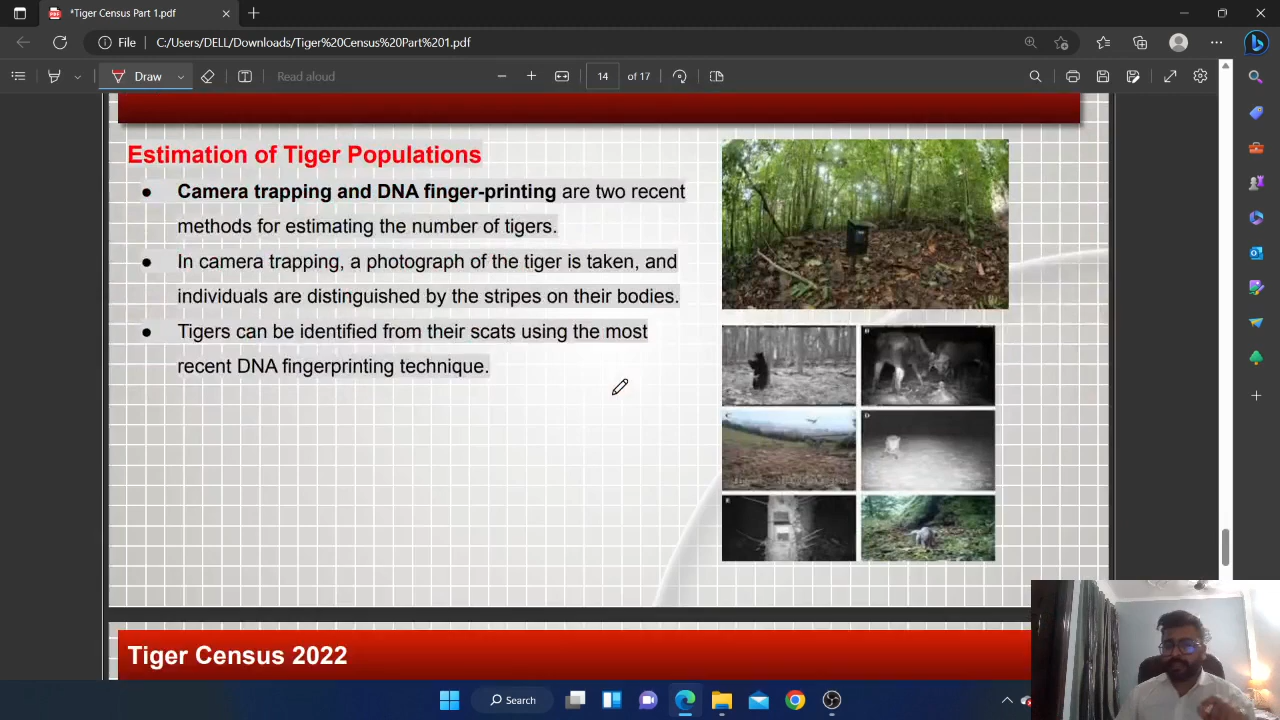 *Tiger Census Part 1.pdf
File
C:/Users/DELL/Downloads/Tiger%20Census%20Part%201.pdf
Draw
Read aloud
14
of 17
Estimation of Tiger Populations
● Camera trapping and DNA finger-printing are two recent
methods for estimating the number of tigers.
● In camera trapping, a photograph of the tiger is taken, and
individuals are distinguished by the stripes on their bodies.
● Tigers can be identified from their scats using the most
recent DNA fingerprinting technique.
Tiger Census 2022
Search